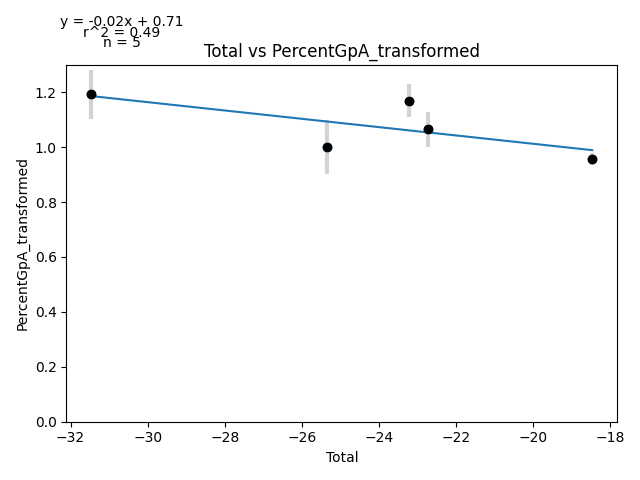 y = -0.02x + 0.71
r^2 = 0.49
n = 5
Total vs PercentGpA_transformed
PercentGpA_transformed
1.2
1.0
0.8
0.6
0.4
0.2
0.0
−32 −30 −28 −26 −24 −22 −20 −18
Total